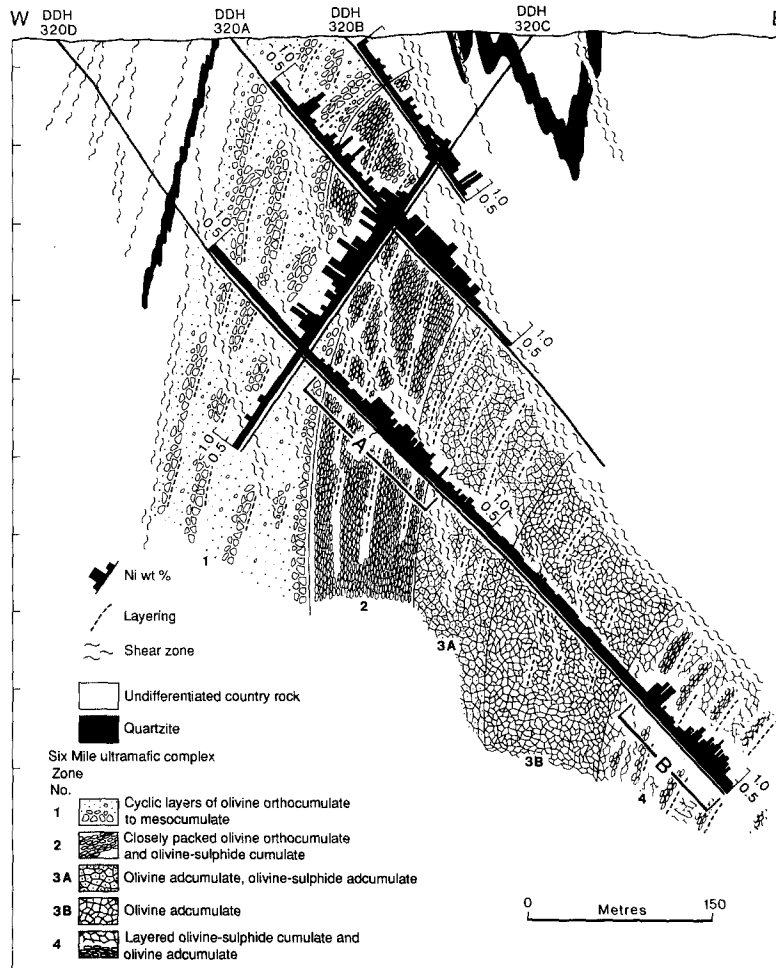 W
DDH
320D
DDH
320A
DDH
320B
DDH
320C
E
1.0
0.5
1.0
0.5
1.0
0.5
1.0
0.5
1.0
0.5
1.0
0.5
1.0
0.5
A
B
1
2
3A
3B
4
Ni wt %
Layering
Shear zone
Undifferentiated country rock
Quartzite
Six Mile ultramafic complex
Zone
No.
1 Cyclic layers of olivine orthocumulate
to mesocumulate
2 Closely packed olivine orthocumulate
and olivine-sulphide cumulate
3A Olivine adcumulate, olivine-sulphide adcumulate
3B Olivine adcumulate
4 Layered olivine-sulphide cumulate and
olivine adcumulate
0 150
Metres